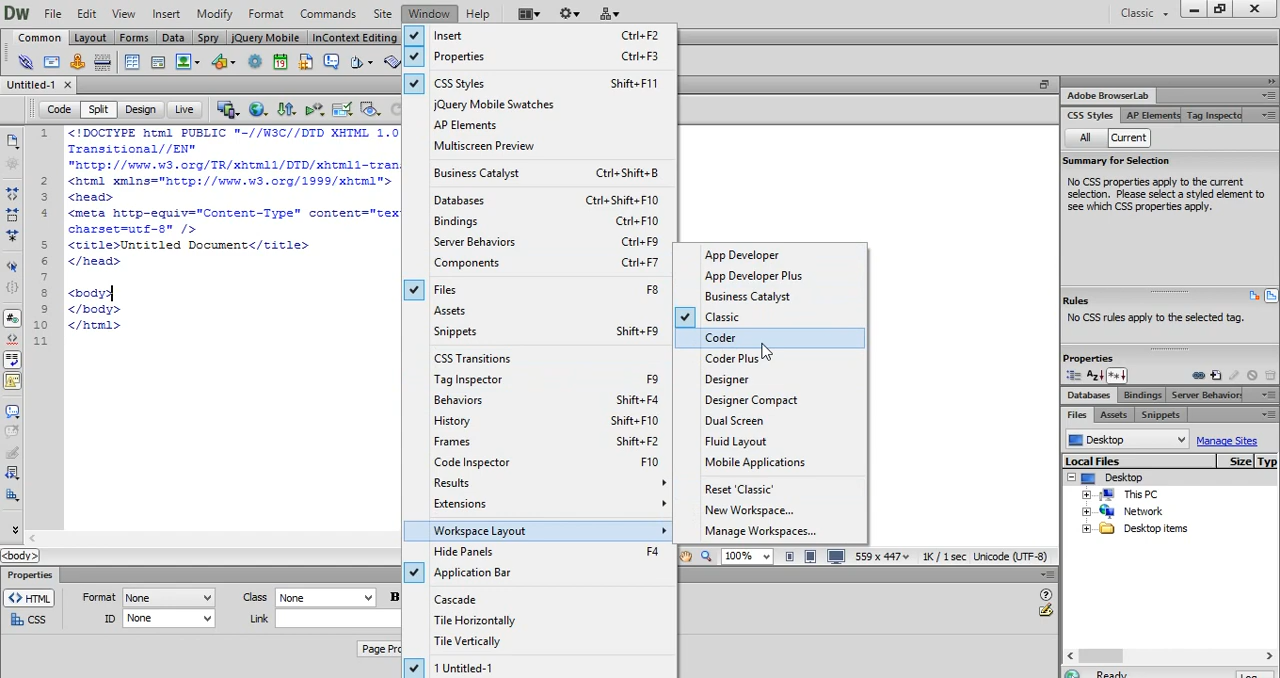 Dw File Edit View Insert Modify Format Commands Site Window Help Classic
Common Layout Forms Data Spry jQuery Mobile InContext Editing
Untitled-1
Code Split Design Live
1 <!DOCTYPE html PUBLIC "-//W3C//DTD XHTML 1.0
Transitional//EN"
"http://www.w3.org/TR/xhtml1/DTD/xhtml1-tran
2 <html xmlns="http://www.w3.org/1999/xhtml">
3 <head>
4 <meta http-equiv="Content-Type" content="text
charset=utf-8" />
5 <title>Untitled Document</title>
6 </head>
7
8 <body>
9 </body>
10 </html>
11
<body>
Insert Ctrl+F2
Properties Ctrl+F3
CSS Styles Shift+F11
jQuery Mobile Swatches
AP Elements
Multiscreen Preview
Business Catalyst Ctrl+Shift+B
Databases Ctrl+Shift+F10
Bindings Ctrl+F10
Server Behaviors Ctrl+F9
Components Ctrl+F7
Files F8
Assets
Snippets Shift+F9
CSS Transitions
Tag Inspector F9
Behaviors Shift+F4
History Shift+F10
Frames Shift+F2
Code Inspector F10
Results
Extensions
Workspace Layout
Hide Panels F4
Application Bar
Cascade
Tile Horizontally
Tile Vertically
1 Untitled-1
App Developer
App Developer Plus
Business Catalyst
Classic
Coder
Coder Plus
Designer
Designer Compact
Dual Screen
Fluid Layout
Mobile Applications
Reset 'Classic'
New Workspace...
Manage Workspaces...
100% 559 x 447 1K / 1 sec Unicode (UTF-8)
Properties
<> HTML Format None Class None B
CSS ID None Link
Page Pro
Adobe BrowserLab
CSS Styles AP Elements Tag Inspecto
All Current
Summary for Selection
No CSS properties apply to the current
selection. Please select a styled element to
see which CSS properties apply.
Rules
No CSS rules apply to the selected tag.
Properties
Databases Bindings Server Behaviors
Files Assets Snippets
Desktop Manage Sites
Local Files Size Typ
Desktop
This PC
Network
Desktop items
Ready Log...